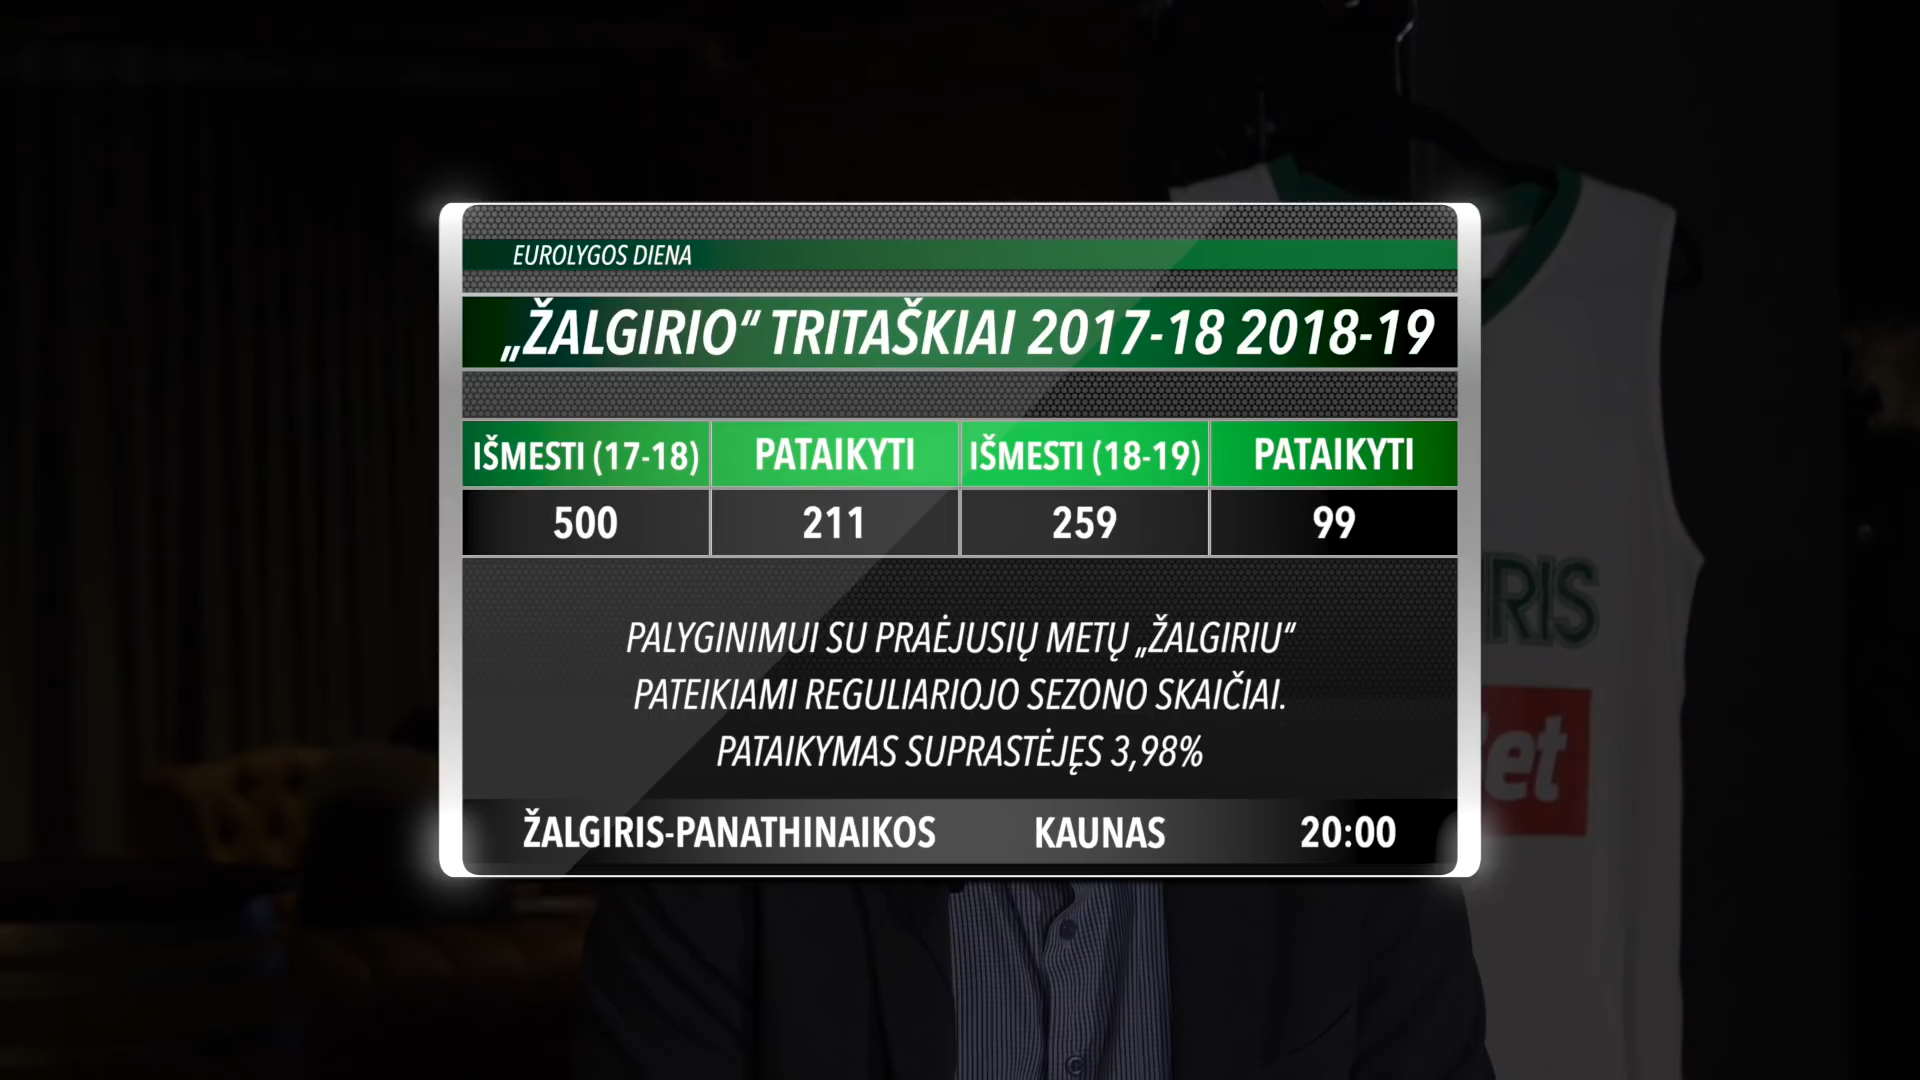 EUROLYGOS DIENA
„ŽALGIRIO“ TRITAŠKIAI 2017-18 2018-19
IŠMESTI (17-18) PATAIKYTI IŠMESTI (18-19) PATAIKYTI
500 211 259 99
PALYGINIMUI SU PRAĖJUSIŲ METŲ „ŽALGIRIU“
PATEIKIAMI REGULIARIOJO SEZONO SKAIČIAI.
PATAIKYMAS SUPRASTĖJĘS 3,98%
ŽALGIRIS-PANATHINAIKOS KAUNAS 20:00
RIS
et